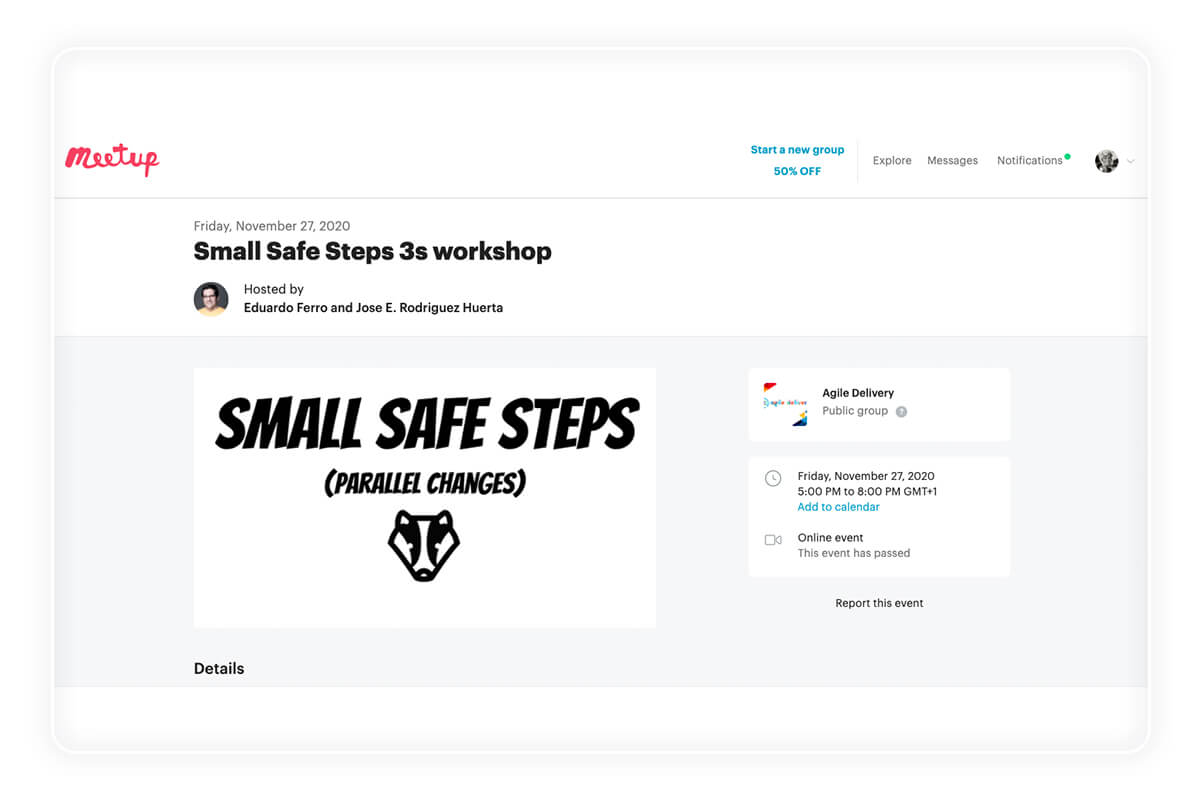 meetup
Start a new group
50% OFF
Explore
Messages
Notifications
Friday, November 27, 2020
Small Safe Steps 3s workshop
Hosted by
Eduardo Ferro and Jose E. Rodriguez Huerta
SMALL SAFE STEPS
(PARALLEL CHANGES)
agile deliver
Agile Delivery
Public group ?
Friday, November 27, 2020
5:00 PM to 8:00 PM GMT+1
Add to calendar
Online event
This event has passed
Report this event
Details